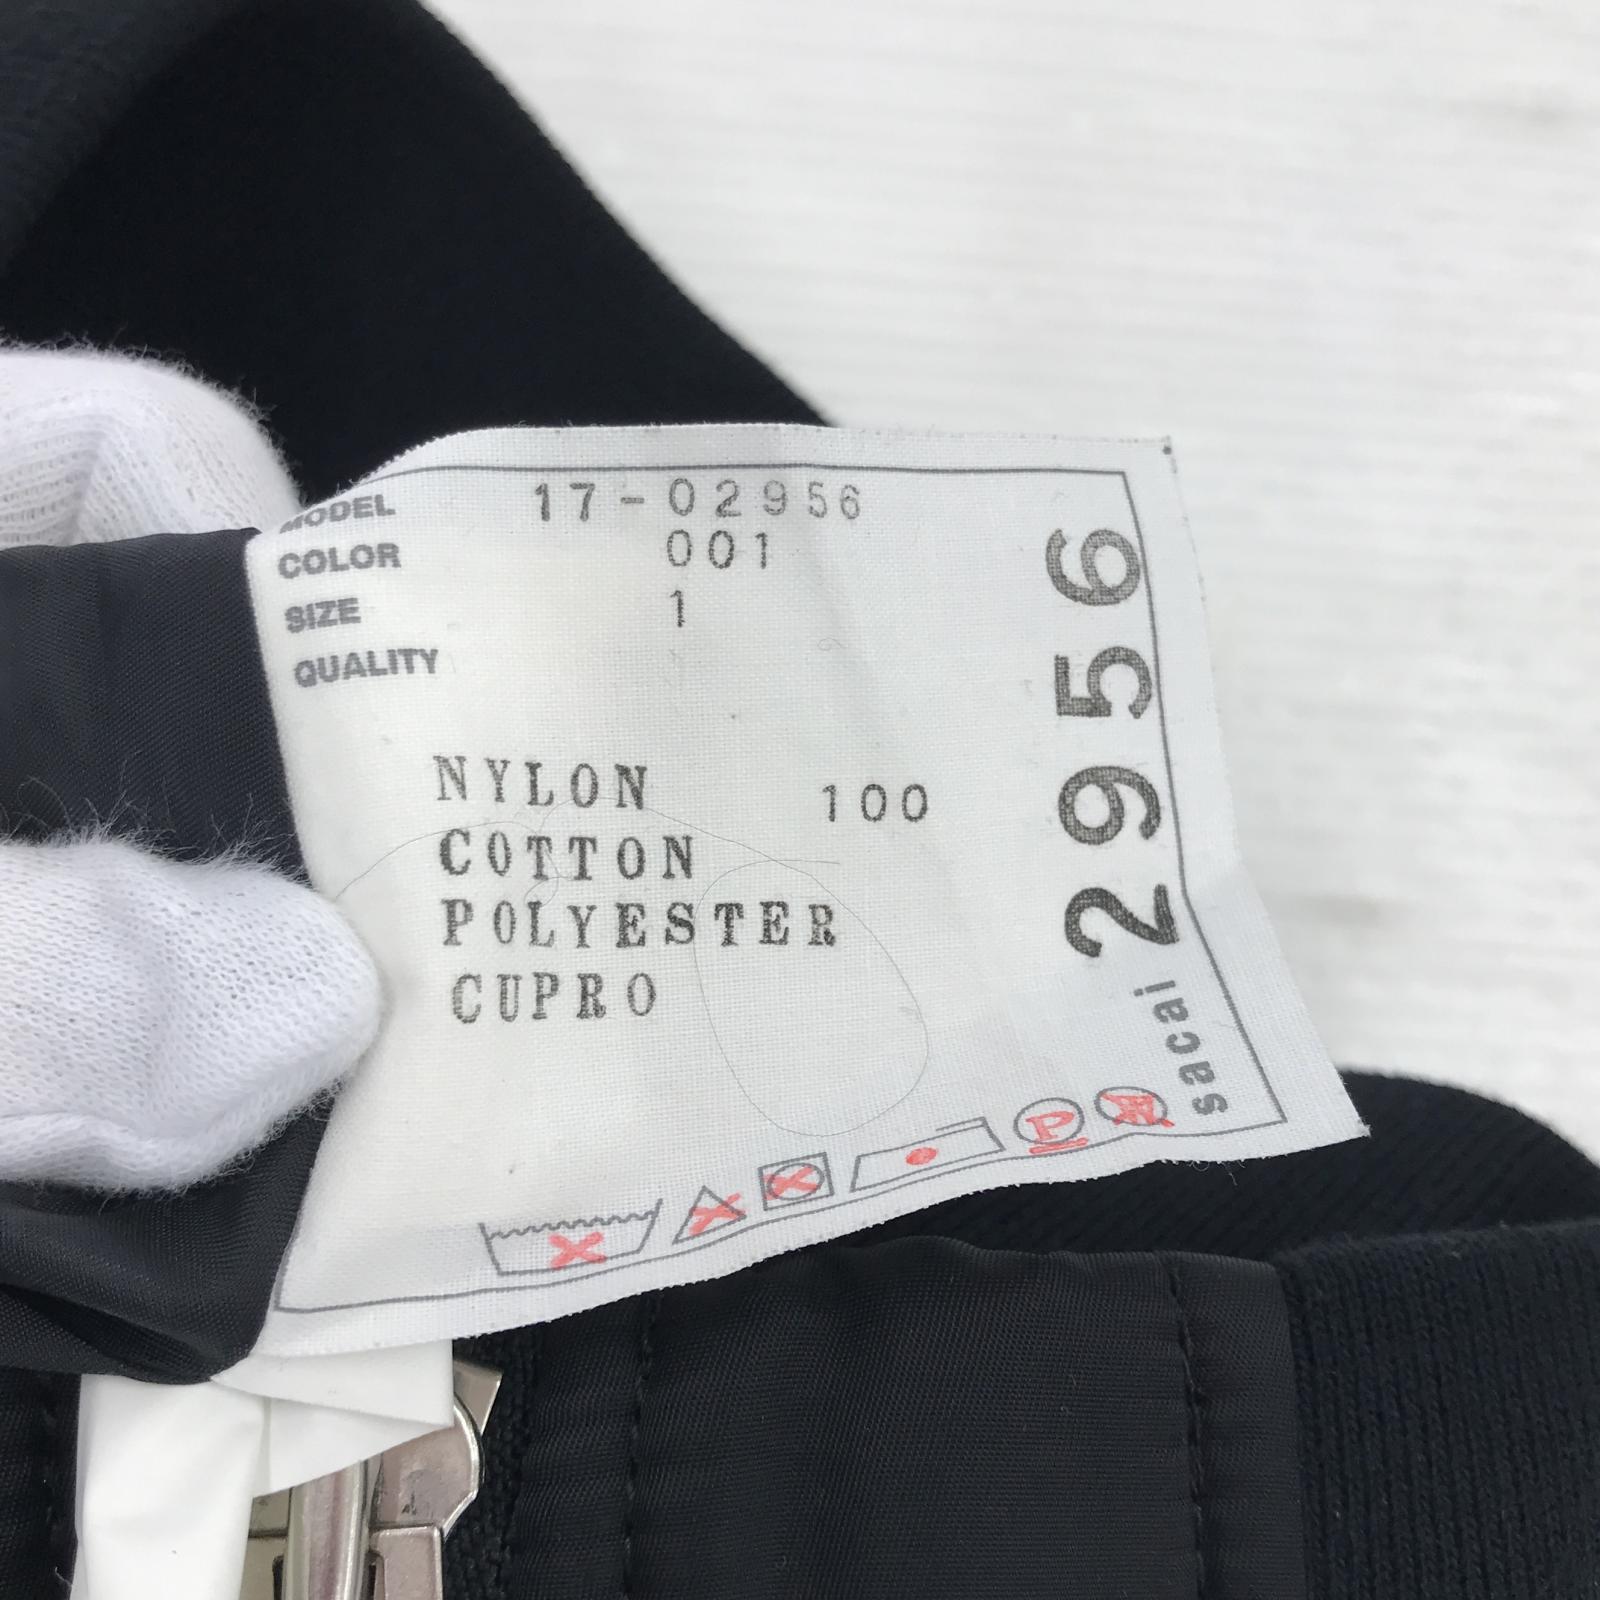 MODEL 17-02956
COLOR 001
SIZE 1
QUALITY
NYLON 100
COTTON
POLYESTER
CUPRO
sacai 2956
P